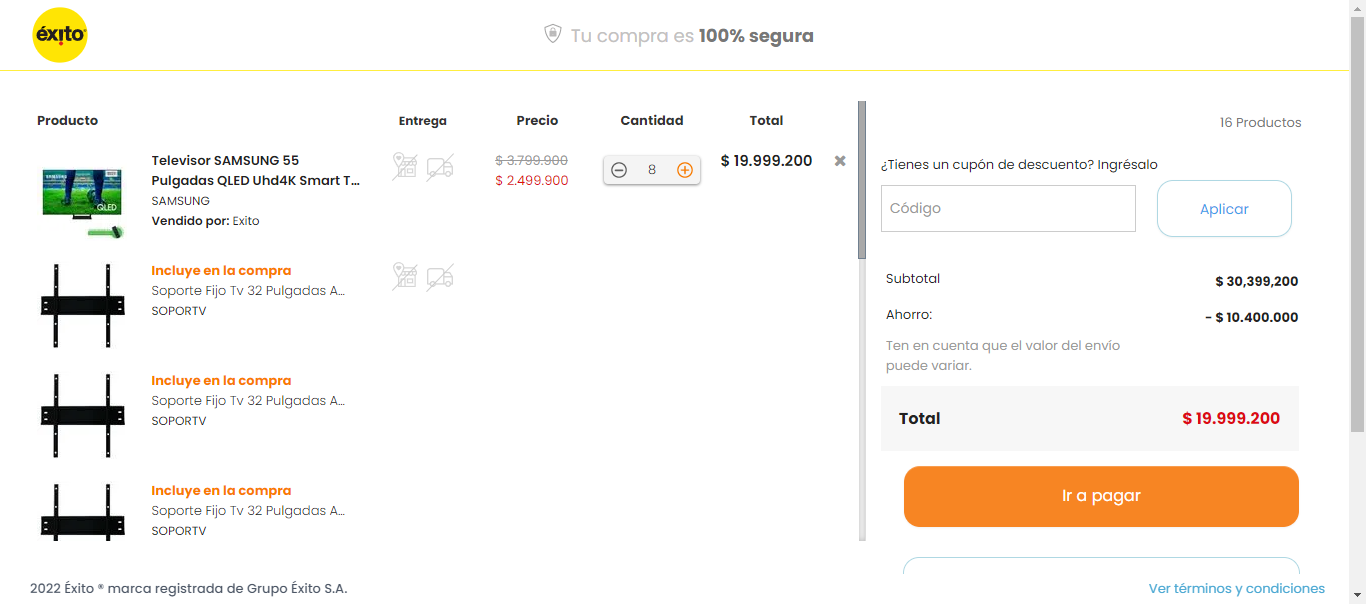 éxito
Tu compra es 100% segura
Producto
Entrega
Precio
Cantidad
Total
Televisor SAMSUNG 55
Pulgadas QLED Uhd4K Smart T...
SAMSUNG
Vendido por: Exito
QLED
$ 3.799.900
$ 2.499.900
8
$ 19.999.200
Incluye en la compra
Soporte Fijo Tv 32 Pulgadas A...
SOPORTV
Incluye en la compra
Soporte Fijo Tv 32 Pulgadas A...
SOPORTV
Incluye en la compra
Soporte Fijo Tv 32 Pulgadas A...
SOPORTV
16 Productos
¿Tienes un cupón de descuento? Ingrésalo
Código
Aplicar
Subtotal
$ 30,399,200
Ahorro:
- $ 10.400.000
Ten en cuenta que el valor del envío
puede variar.
Total
$ 19.999.200
Ir a pagar
2022 Éxito ® marca registrada de Grupo Éxito S.A.
Ver términos y condiciones